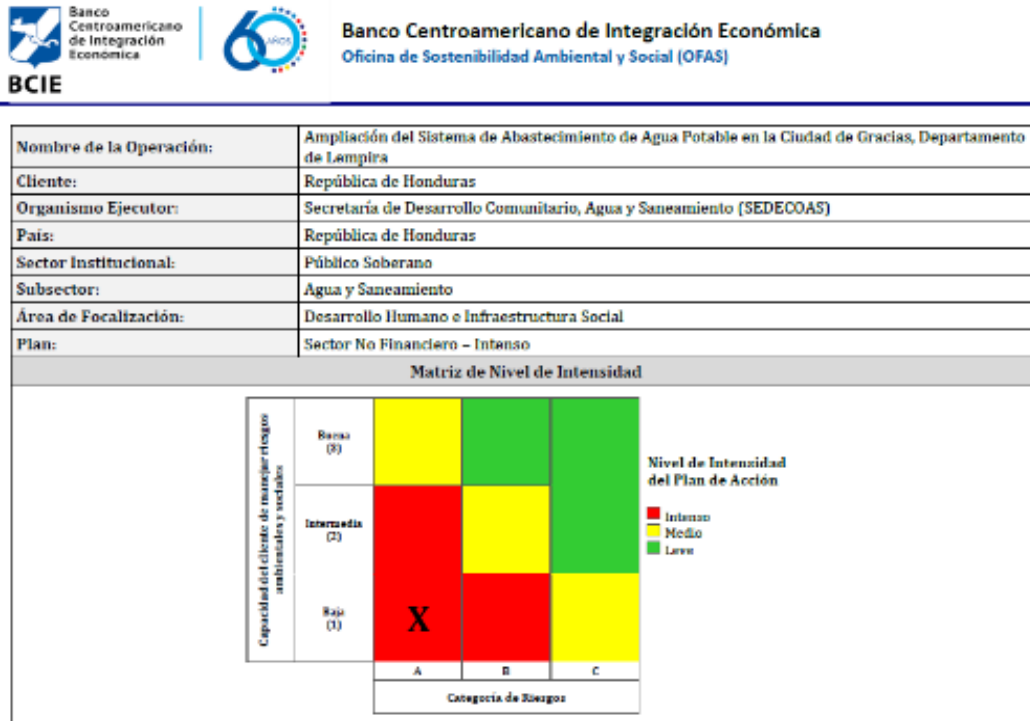 Banco
Centroamericano
de Integración
Económica
BCIE
60
AÑOS
Banco Centroamericano de Integración Económica
Oficina de Sostenibilidad Ambiental y Social (OFAS)
Nombre de la Operación:
Ampliación del Sistema de Abastecimiento de Agua Potable en la Ciudad de Gracias, Departamento
de Lempira
Cliente:
República de Honduras
Organismo Ejecutor:
Secretaría de Desarrollo Comunitario, Agua y Saneamiento (SEDECOAS)
País:
República de Honduras
Sector Institucional:
Público Soberano
Subsector:
Agua y Saneamiento
Área de Focalización:
Desarrollo Humano e Infraestructura Social
Plan:
Sector No Financiero – Intenso
Matriz de Nivel de Intensidad
Capacidad del cliente de manejar riesgos
ambientales y sociales
Buena
(3)
Intermedia
(2)
Baja
(1)
X
A
B
C
Categoría de Riesgos
Nivel de Intensidad
del Plan de Acción
Intenso
Medio
Leve